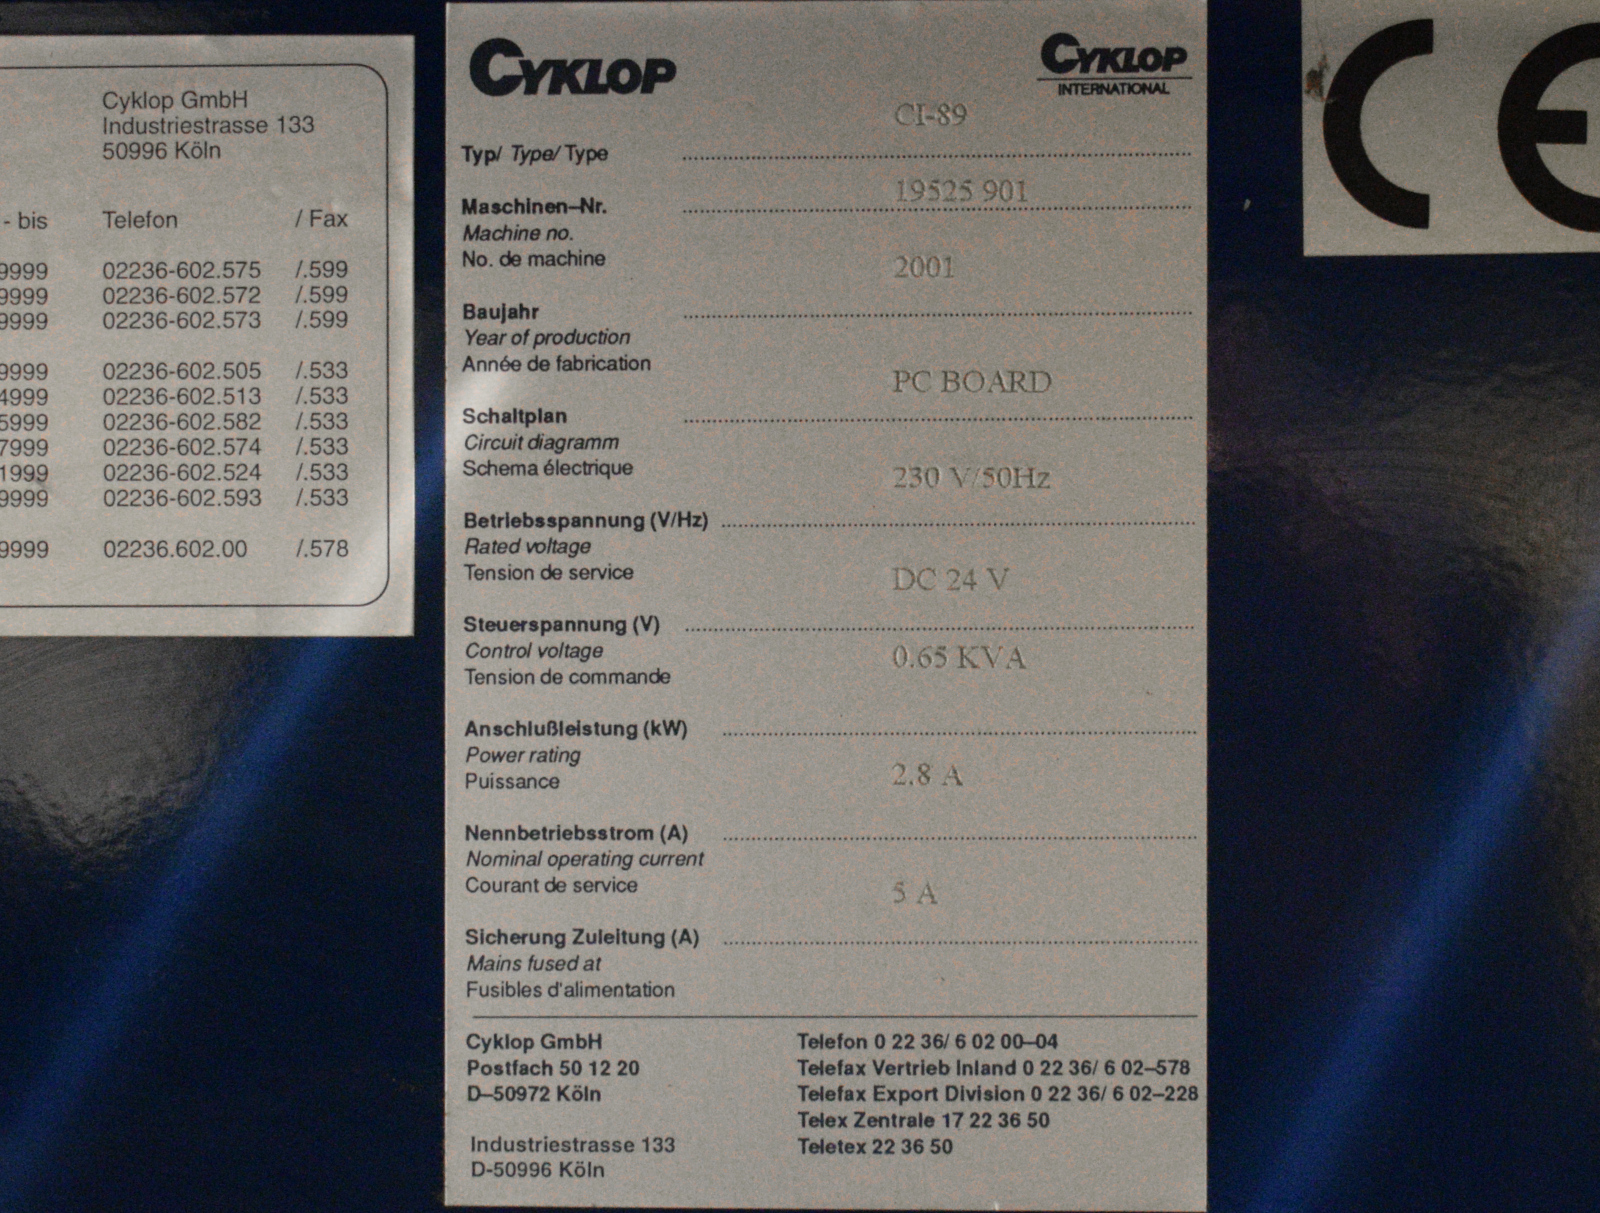 Cyklop GmbH
Industriestrasse 133
50996 Köln
- bis Telefon / Fax
9999 02236-602.575 /.599
9999 02236-602.572 /.599
9999 02236-602.573 /.599
9999 02236-602.505 /.533
4999 02236-602.513 /.533
5999 02236-602.582 /.533
7999 02236-602.574 /.533
1999 02236-602.524 /.533
9999 02236-602.593 /.533
9999 02236.602.00 /.578
CYKLOP
CYKLOP
INTERNATIONAL
CI-89
Typ/ Type/ Type
19525 901
Maschinen–Nr.
Machine no.
No. de machine
2001
Baujahr
Year of production
Année de fabrication
PC BOARD
Schaltplan
Circuit diagramm
Schema électrique
230 V/50Hz
Betriebsspannung (V/Hz)
Rated voltage
Tension de service
DC 24 V
Steuerspannung (V)
Control voltage
Tension de commande
0.65 KVA
Anschlußleistung (kW)
Power rating
Puissance
2.8 A
Nennbetriebsstrom (A)
Nominal operating current
Courant de service
5 A
Sicherung Zuleitung (A)
Mains fused at
Fusibles d'alimentation
Cyklop GmbH
Postfach 50 12 20
D–50972 Köln
Industriestrasse 133
D-50996 Köln
Telefon 0 22 36/ 6 02 00–04
Telefax Vertrieb Inland 0 22 36/ 6 02–578
Telefax Export Division 0 22 36/ 6 02–228
Telex Zentrale 17 22 36 50
Teletex 22 36 50
CE